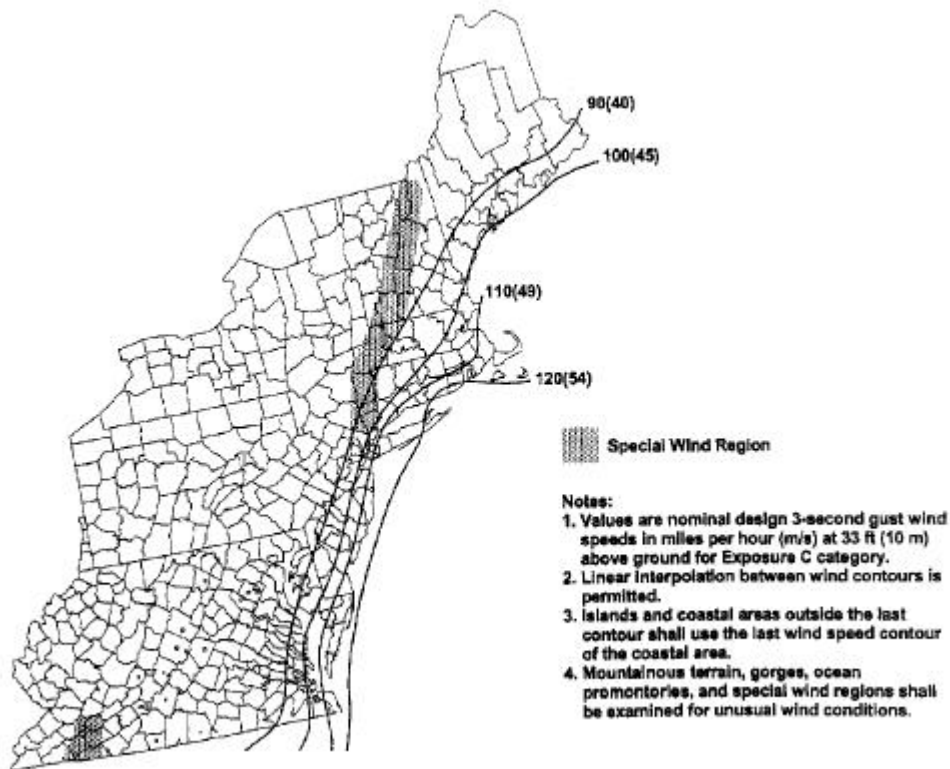 90(40)
100(45)
110(49)
120(54)
Special Wind Region
Notes:
1. Values are nominal design 3-second gust wind
speeds in miles per hour (m/s) at 33 ft (10 m)
above ground for Exposure C category.
2. Linear interpolation between wind contours is
permitted.
3. Islands and coastal areas outside the last
contour shall use the last wind speed contour
of the coastal area.
4. Mountainous terrain, gorges, ocean
promontories, and special wind regions shall
be examined for unusual wind conditions.